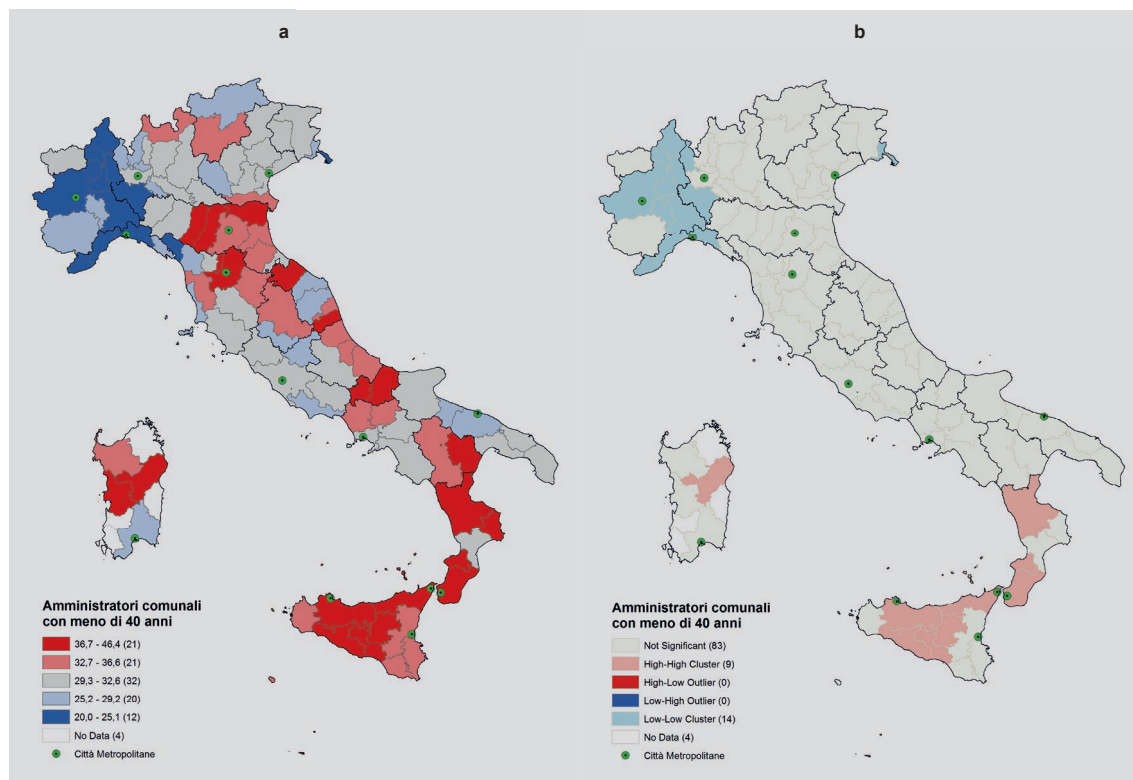 a
Amministratori comunali
con meno di 40 anni
36,7 - 46,4 (21)
32,7 - 36,6 (21)
29,3 - 32,6 (32)
25,2 - 29,2 (20)
20,0 - 25,1 (12)
No Data (4)
Città Metropolitane
b
Amministratori comunali
con meno di 40 anni
Not Significant (83)
High-High Cluster (9)
High-Low Outlier (0)
Low-High Outlier (0)
Low-Low Cluster (14)
No Data (4)
Città Metropolitane